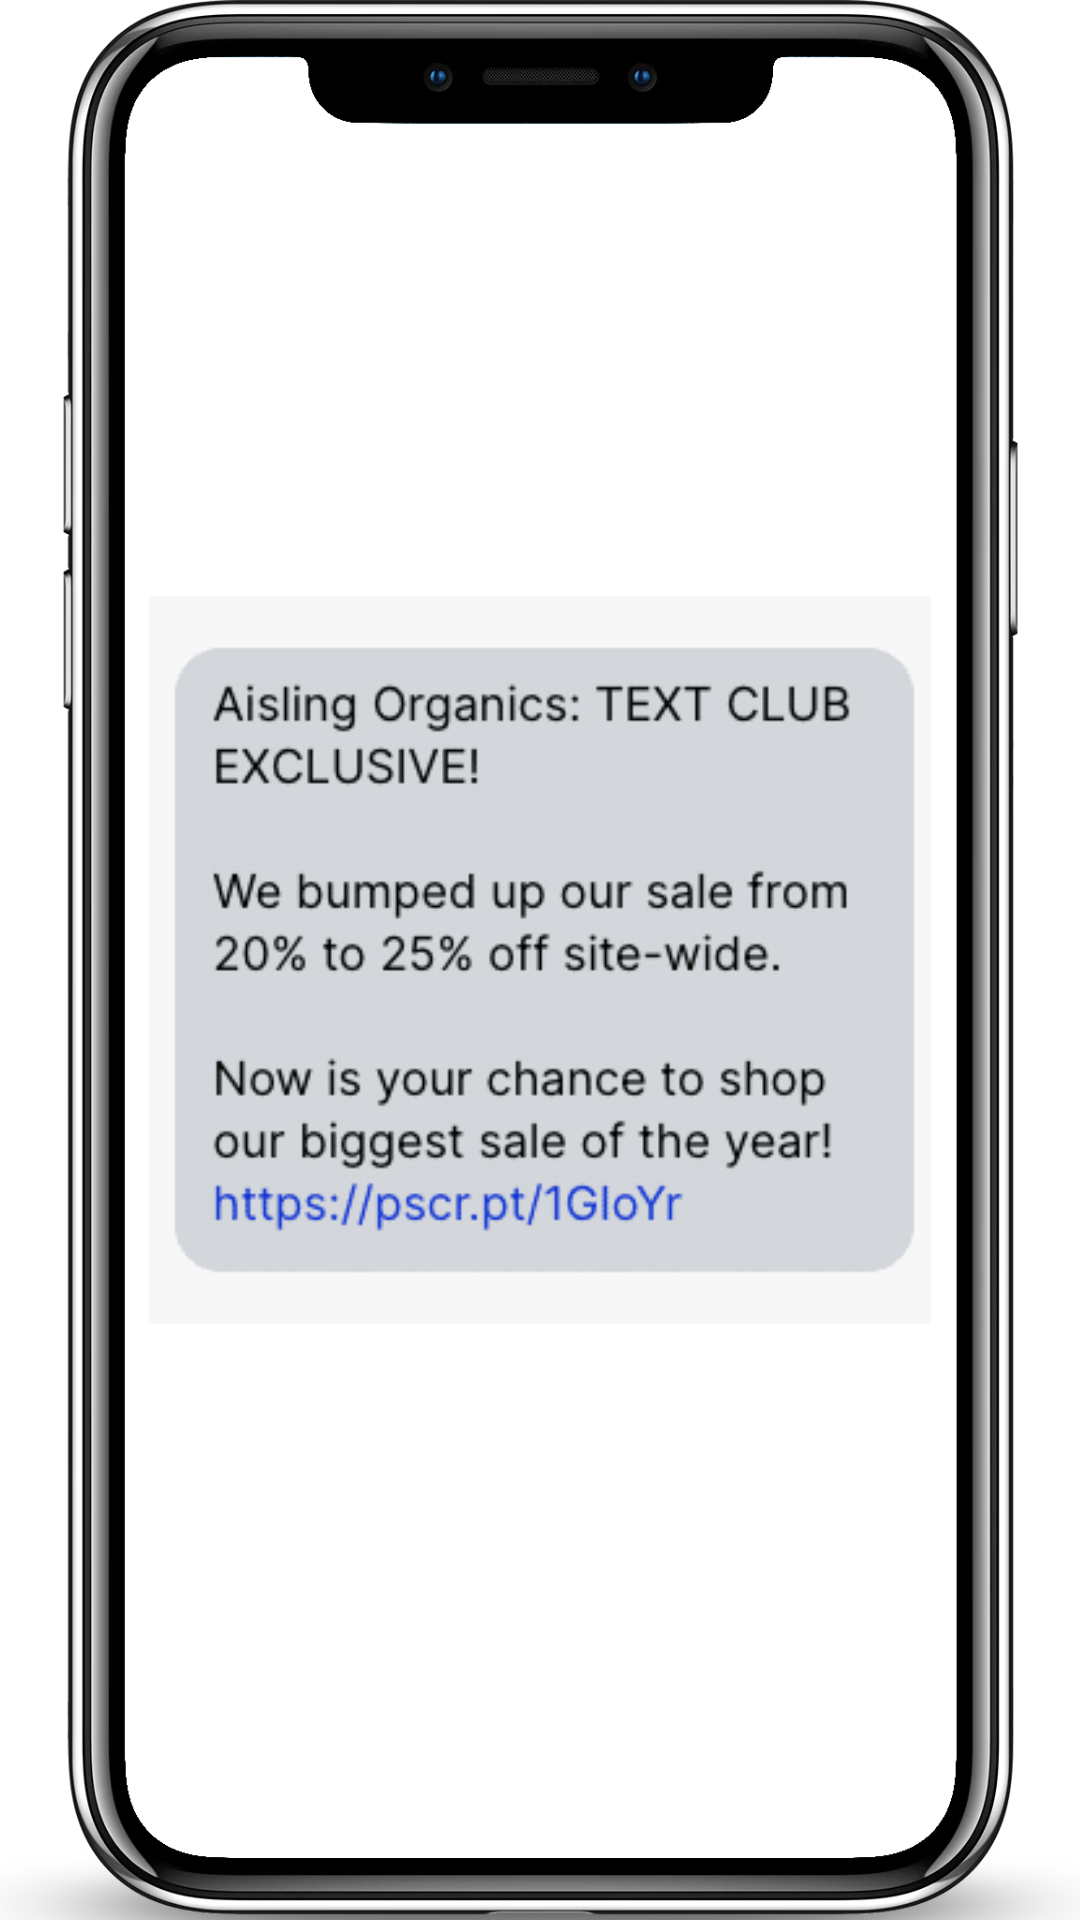 Aisling Organics: TEXT CLUB
EXCLUSIVE!
We bumped up our sale from
20% to 25% off site-wide.
Now is your chance to shop
our biggest sale of the year!
https://pscr.pt/1GloYr